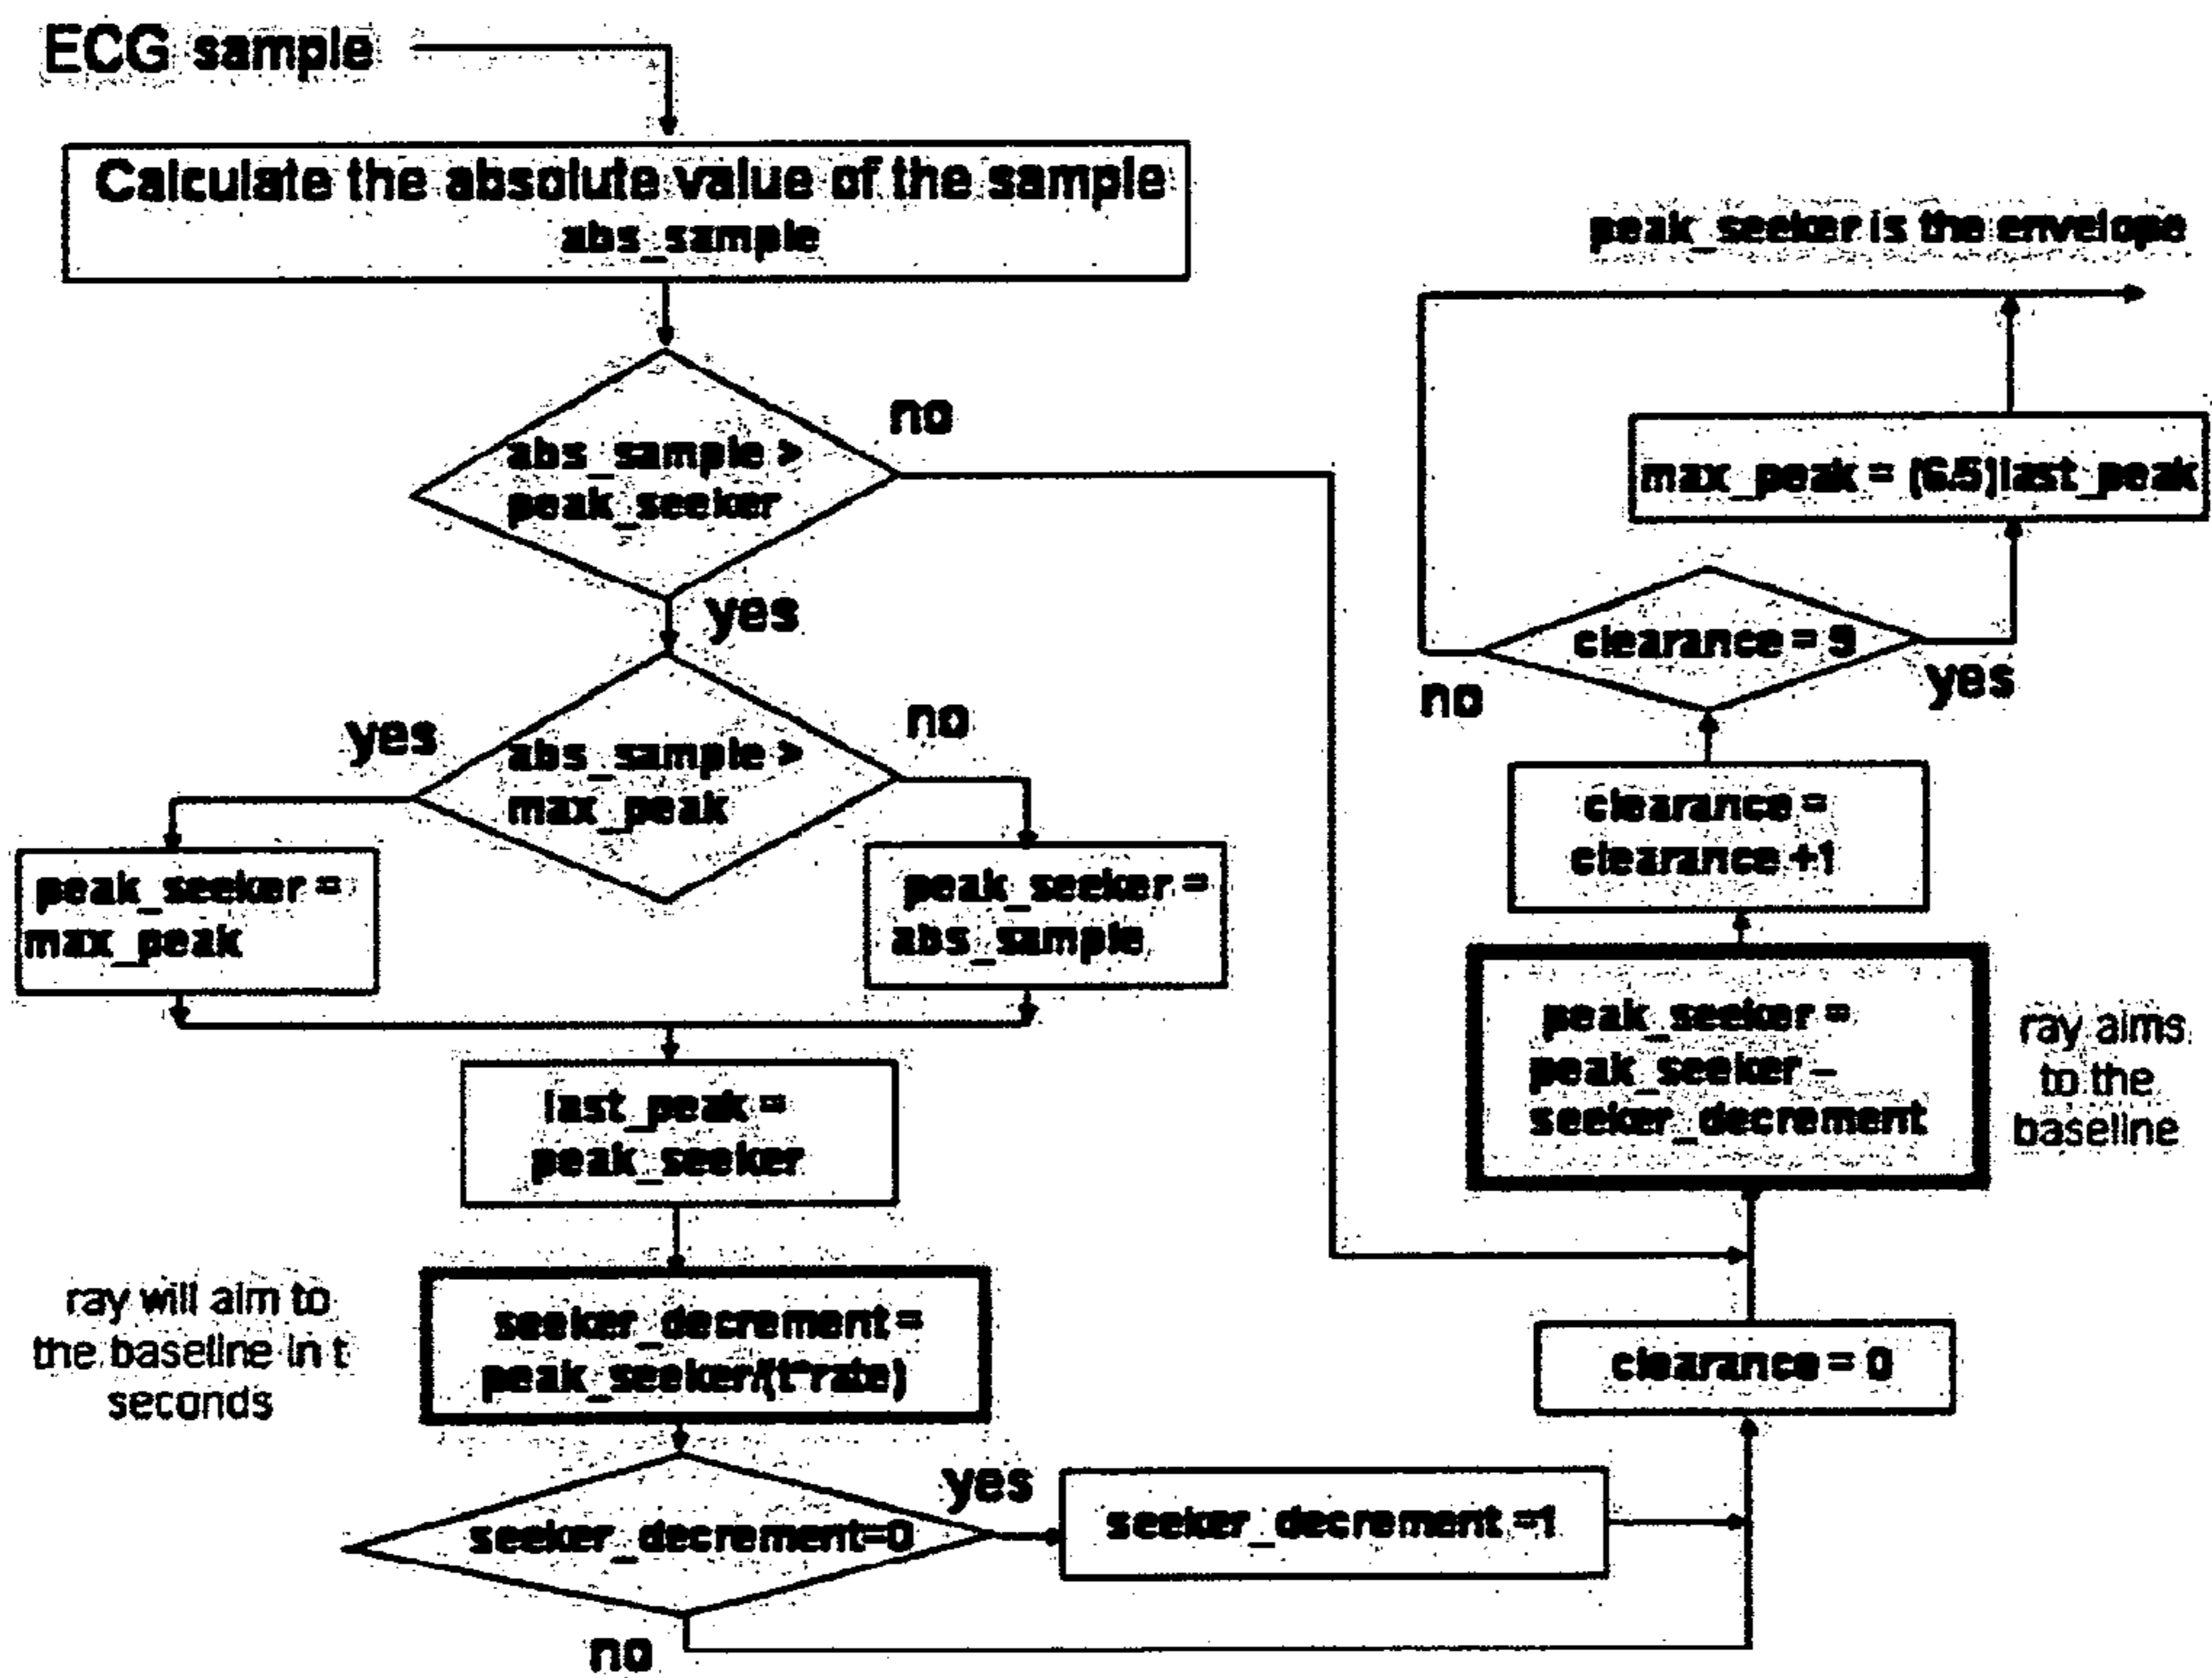 ECG sample
Calculate the absolute value of the sample
abs_sample
peak_seeker is the envelope
no
abs_sample >
peak_seeker
max_peak = (6.5)last_peak
yes
clearance =
no
yes
yes
no
abs_sample >
max_peak
clearance =
clearance +1
peak_seeker =
max_peak
peak_seeker =
abs_sample
peak_seeker =
peak_seeker –
seeker_decrement
ray aims
to the
baseline
last_peak =
peak_seeker
ray will aim to
the baseline in t
seconds
seeker_decrement =
peak_seeker/(t*rate)
clearance = 0
yes
seeker_decrement=0
seeker_decrement =1
no